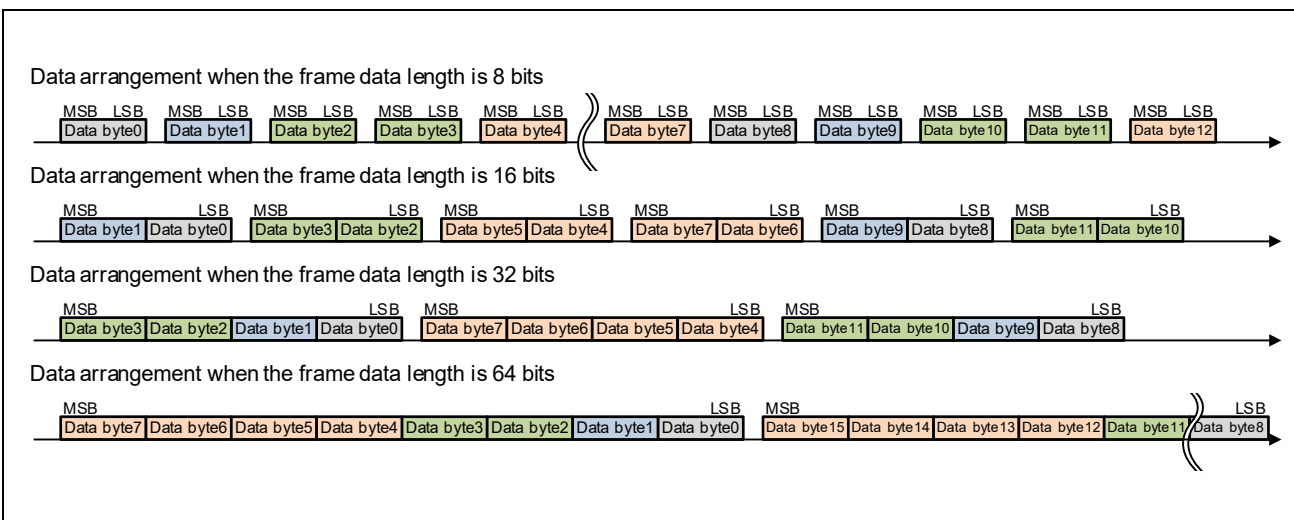 Data arrangement when the frame data length is 8 bits
MSB LSB MSB LSB MSB LSB MSB LSB MSB LSB MSB LSB MSB LSB MSB LSB MSB LSB MSB LSB MSB LSB
Data byte0 Data byte1 Data byte2 Data byte3 Data byte4 Data byte7 Data byte8 Data byte9 Data byte10 Data byte11 Data byte12
Data arrangement when the frame data length is 16 bits
MSB LSB MSB LSB MSB LSB MSB LSB MSB LSB MSB LSB
Data byte1 Data byte0 Data byte3 Data byte2 Data byte5 Data byte4 Data byte7 Data byte6 Data byte9 Data byte8 Data byte11 Data byte10
Data arrangement when the frame data length is 32 bits
MSB LSB MSB LSB MSB LSB
Data byte3 Data byte2 Data byte1 Data byte0 Data byte7 Data byte6 Data byte5 Data byte4 Data byte11 Data byte10 Data byte9 Data byte8
Data arrangement when the frame data length is 64 bits
MSB LSB MSB LSB
Data byte7 Data byte6 Data byte5 Data byte4 Data byte3 Data byte2 Data byte1 Data byte0 Data byte15 Data byte14 Data byte13 Data byte12 Data byte11 Data byte8